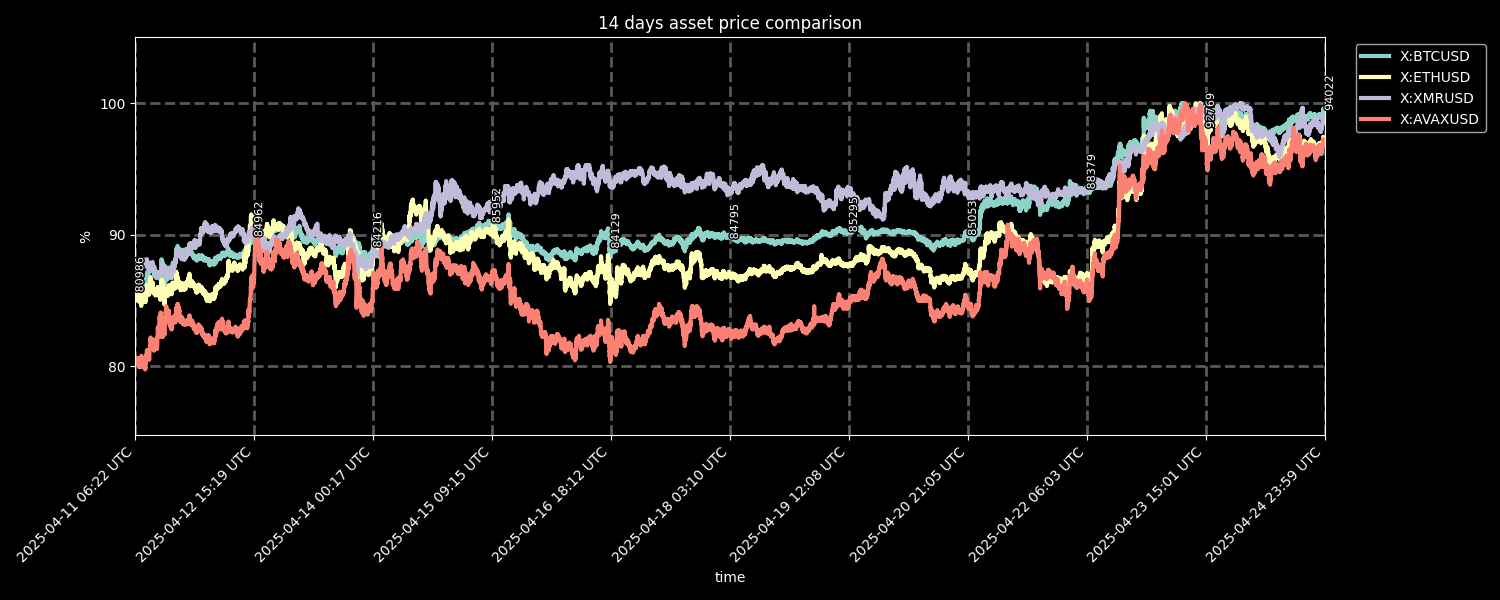 14 days asset price comparison
X:BTCUSD
X:ETHUSD
X:XMRUSD
X:AVAXUSD
100
90
80
%
80986
84962
84216
85952
84129
84795
85295
85053
88379
92769
94022
2025-04-11 06:22 UTC
2025-04-12 15:19 UTC
2025-04-14 00:17 UTC
2025-04-15 09:15 UTC
2025-04-16 18:12 UTC
2025-04-18 03:10 UTC
2025-04-19 12:08 UTC
2025-04-20 21:05 UTC
2025-04-22 06:03 UTC
2025-04-23 15:01 UTC
2025-04-24 23:59 UTC
time